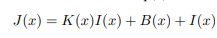 J(x) = K(x)I(x) + B(x) + I(x)